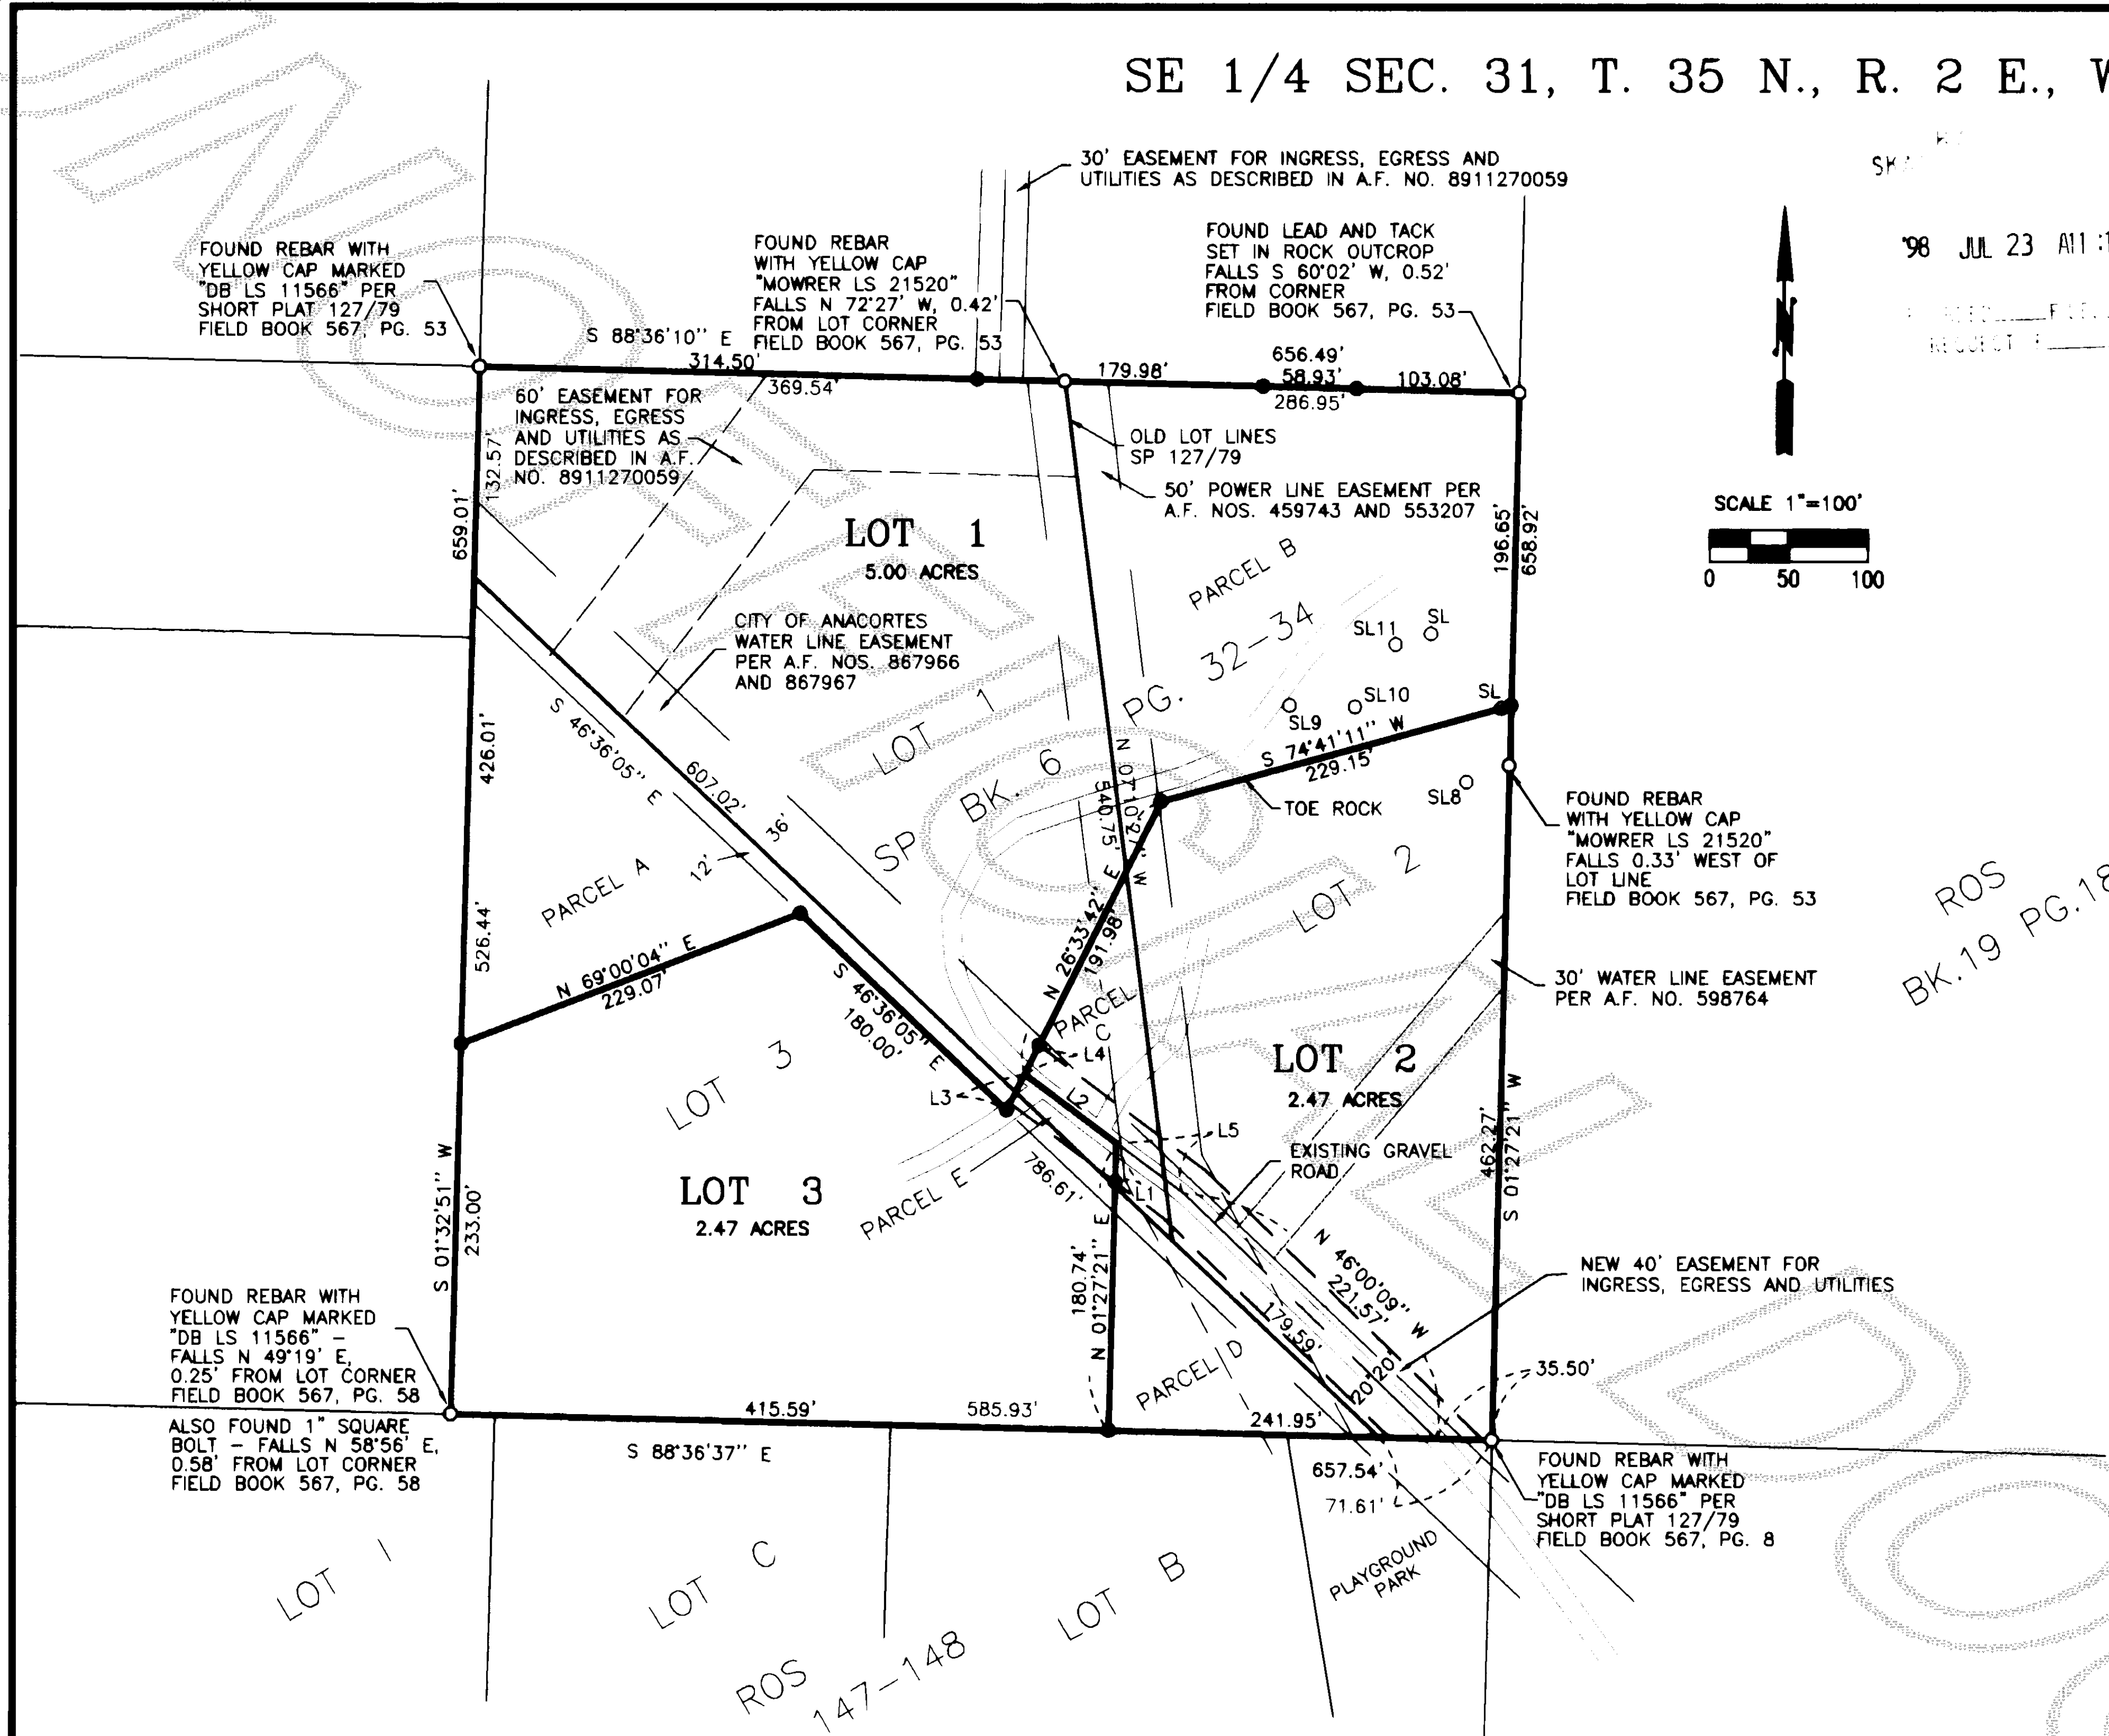 SE 1/4 SEC. 31, T. 35 N., R. 2 E.,
'98 JUL 23
30' EASEMENT FOR INGRESS, EGRESS AND
UTILITIES AS DESCRIBED IN A.F. NO. 8911270059
FOUND REBAR WITH
YELLOW CAP MARKED
"DB LS 11566" PER
SHORT PLAT 127/79
FIELD BOOK 567, PG. 53
FOUND REBAR
WITH YELLOW CAP
"MOWRER LS 21520"
FALLS N 72°27' W, 0.42'
FROM LOT CORNER
FIELD BOOK 567, PG. 53
FOUND LEAD AND TACK
SET IN ROCK OUTCROP
FALLS S 60°02' W, 0.52'
FROM CORNER
FIELD BOOK 567, PG. 53
S 88°36'10" E
314.50'
369.54'
179.98'
656.49'
58.93'
286.95'
103.08'
60' EASEMENT FOR
INGRESS, EGRESS
AND UTILITIES AS
DESCRIBED IN A.F.
NO. 8911270059
132.57'
659.01'
OLD LOT LINES
SP 127/79
50' POWER LINE EASEMENT PER
A.F. NOS. 459743 AND 553207
SCALE 1"=100'
0 50 100
LOT 1
5.00 ACRES
196.65'
658.92'
PARCEL B
CITY OF ANACORTES
WATER LINE EASEMENT
PER A.F. NOS. 867966
AND 867967
SL11
SL
SL10
SL9
SL
SL8
LOT 1
SP BK. 6 PG. 32-34
S 46°36'05" E
607.02'
36'
12'
426.01'
526.44'
PARCEL A
N 07°10'27" W
540.75'
S 74°41'11" W
229.15'
TOE ROCK
FOUND REBAR
WITH YELLOW CAP
"MOWRER LS 21520"
FALLS 0.33' WEST OF
LOT LINE
FIELD BOOK 567, PG. 53
ROS
BK.19
LOT 2
N 26°33'42" E
191.98'
N 69°00'04" E
229.07'
S 46°36'05" E
180.00'
PARCEL
C
30' WATER LINE EASEMENT
PER A.F. NO. 598764
LOT 3
L4
L3
L2
L5
L1
LOT 2
2.47 ACRES
EXISTING GRAVEL
ROAD
462.27'
S 01°27'21" W
786.61'
PARCEL E
LOT 3
2.47 ACRES
S 01°32'51" W
233.00'
180.74'
N 01°27'21" E
N 46°00'09" W
221.57'
179.59'
20' 20'
NEW 40' EASEMENT FOR
INGRESS, EGRESS AND UTILITIES
PARCEL D
35.50'
FOUND REBAR WITH
YELLOW CAP MARKED
"DB LS 11566" –
FALLS N 49°19' E,
0.25' FROM LOT CORNER
FIELD BOOK 567, PG. 58
ALSO FOUND 1" SQUARE
BOLT – FALLS N 58°56' E,
0.58' FROM LOT CORNER
FIELD BOOK 567, PG. 58
415.59'
585.93'
241.95'
S 88°36'37" E
657.54'
71.61'
FOUND REBAR WITH
YELLOW CAP MARKED
"DB LS 11566" PER
SHORT PLAT 127/79
FIELD BOOK 567, PG. 8
PLAYGROUND
PARK
LOT 1
LOT C
LOT B
ROS
147-148
UNOFFICIAL DO